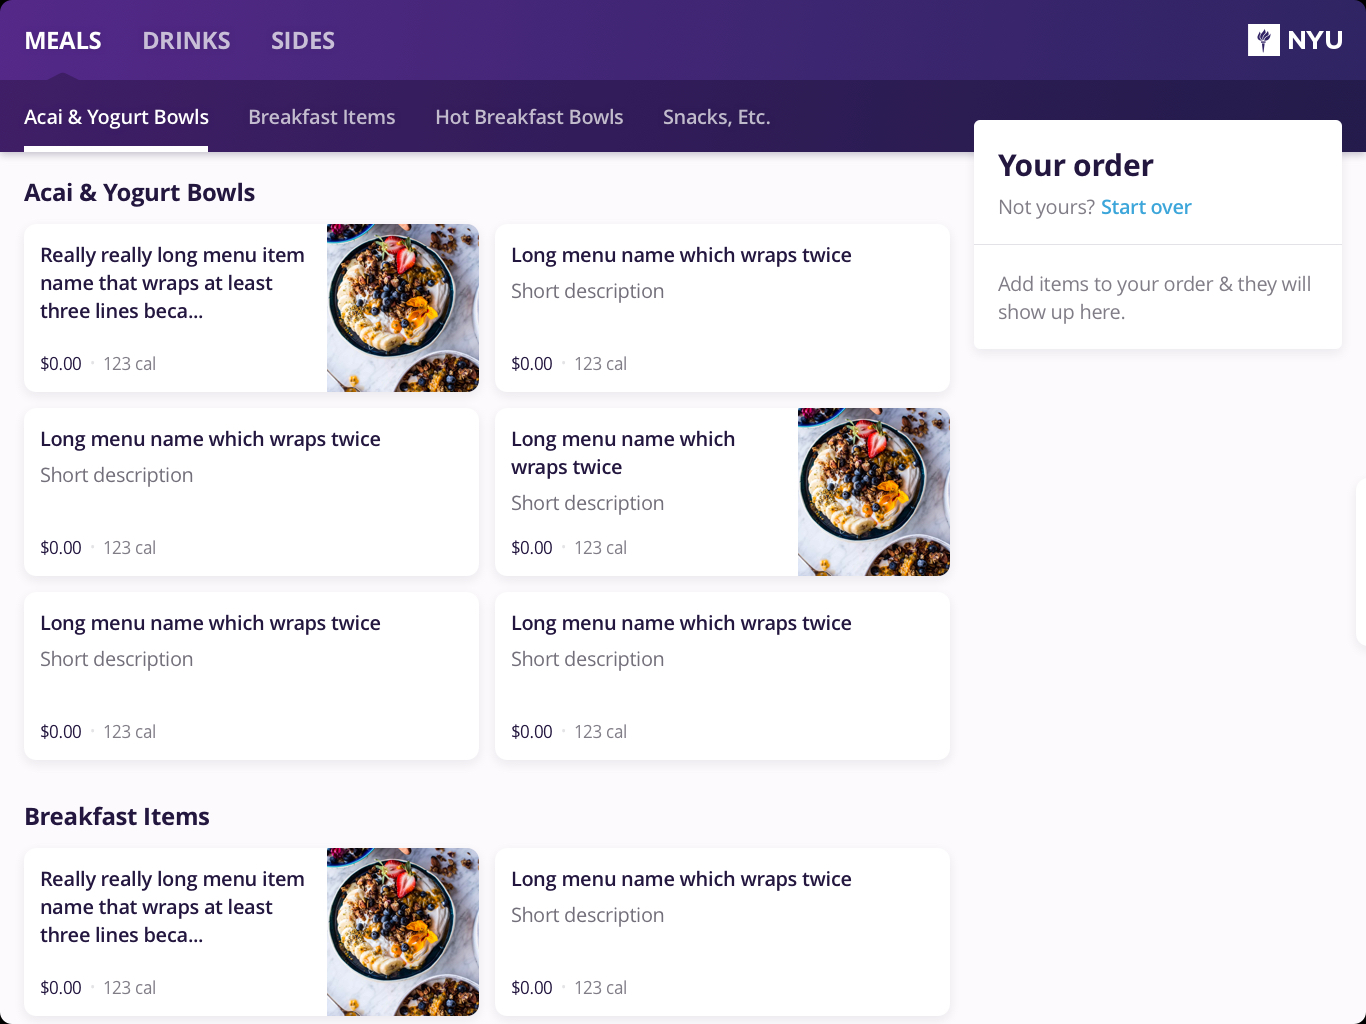 MEALS
DRINKS
SIDES
NYU
Acai & Yogurt Bowls
Breakfast Items
Hot Breakfast Bowls
Snacks, Etc.
Your order
Not yours? Start over
Add items to your order & they will
show up here.
Acai & Yogurt Bowls
Really really long menu item
name that wraps at least
three lines beca...
$0.00 · 123 cal
Long menu name which wraps twice
Short description
$0.00 · 123 cal
Long menu name which wraps twice
Short description
$0.00 · 123 cal
Long menu name which
wraps twice
Short description
$0.00 · 123 cal
Long menu name which wraps twice
Short description
$0.00 · 123 cal
Long menu name which wraps twice
Short description
$0.00 · 123 cal
Breakfast Items
Really really long menu item
name that wraps at least
three lines beca...
$0.00 · 123 cal
Long menu name which wraps twice
Short description
$0.00 · 123 cal